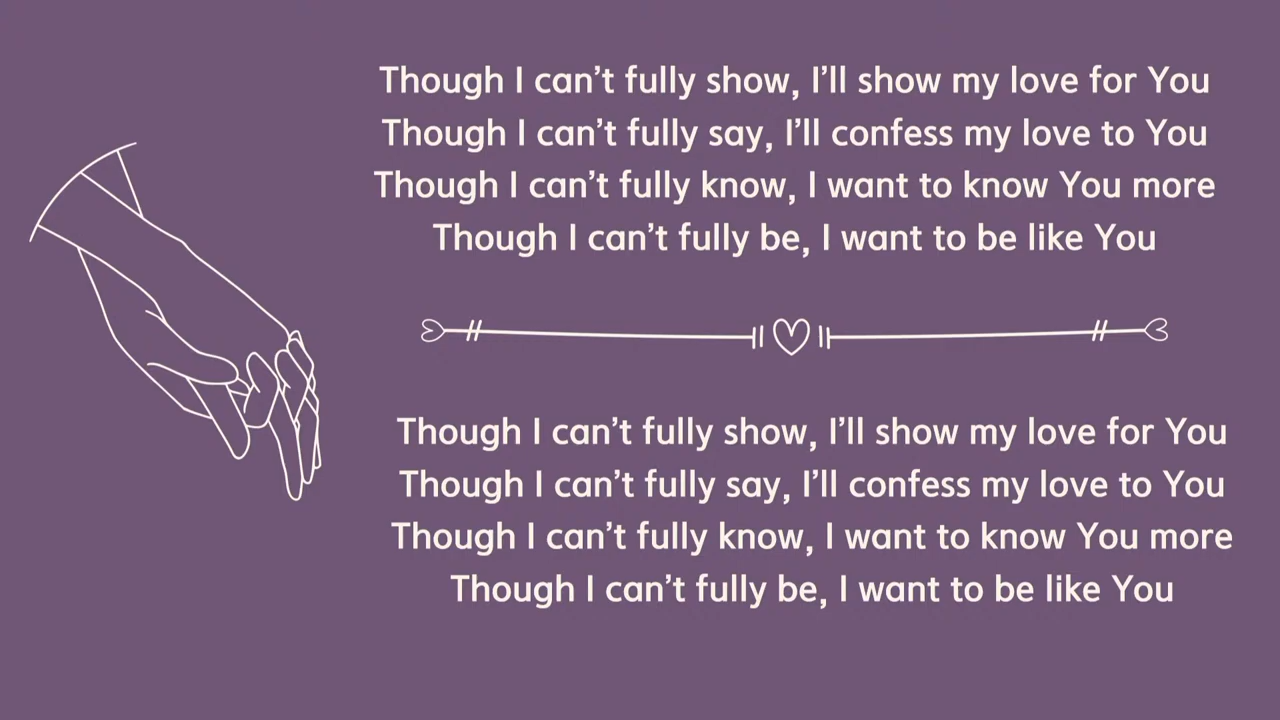 Though I can’t fully show, I’ll show my love for You
Though I can’t fully say, I’ll confess my love to You
Though I can’t fully know, I want to know You more
Though I can’t fully be, I want to be like You
Though I can’t fully show, I’ll show my love for You
Though I can’t fully say, I’ll confess my love to You
Though I can’t fully know, I want to know You more
Though I can’t fully be, I want to be like You